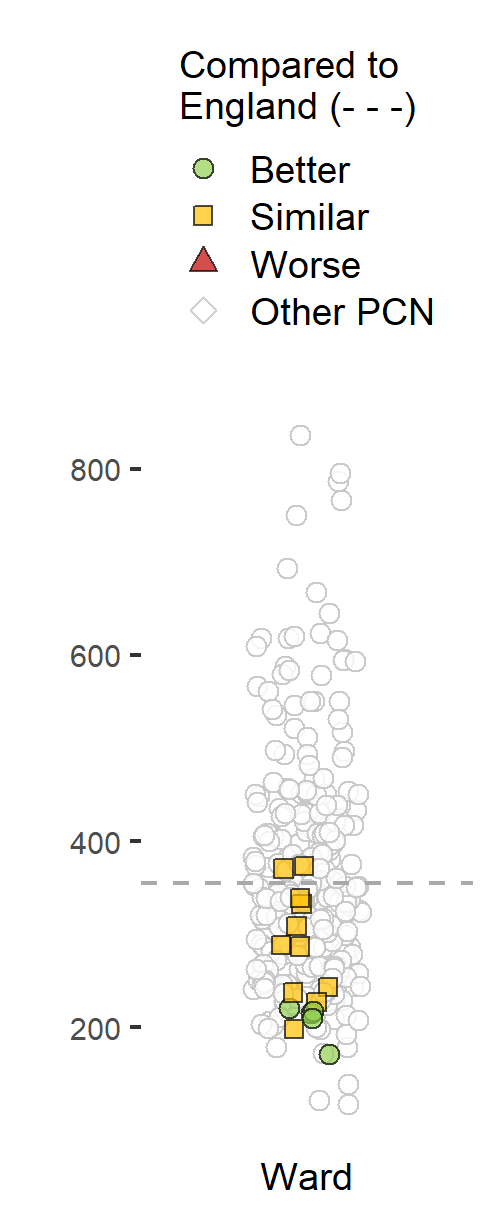 Compared to
England (- - -)
Better
Similar
Worse
Other PCN
800
600
400
200
Ward